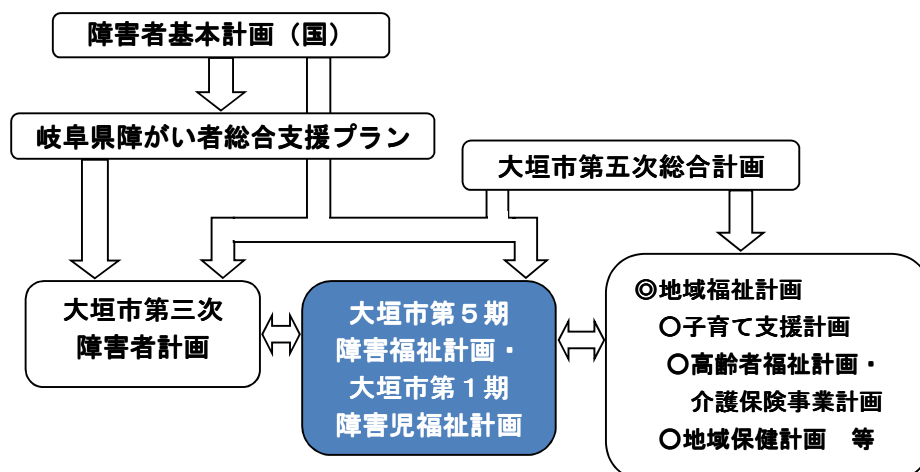 障害者基本計画（国）
岐阜県障がい者総合支援プラン
大垣市第五次総合計画
大垣市第三次
障害者計画
大垣市第５期
障害福祉計画・
大垣市第１期
障害児福祉計画
◎地域福祉計画
○子育て支援計画
○高齢者福祉計画・
介護保険事業計画
○地域保健計画　等